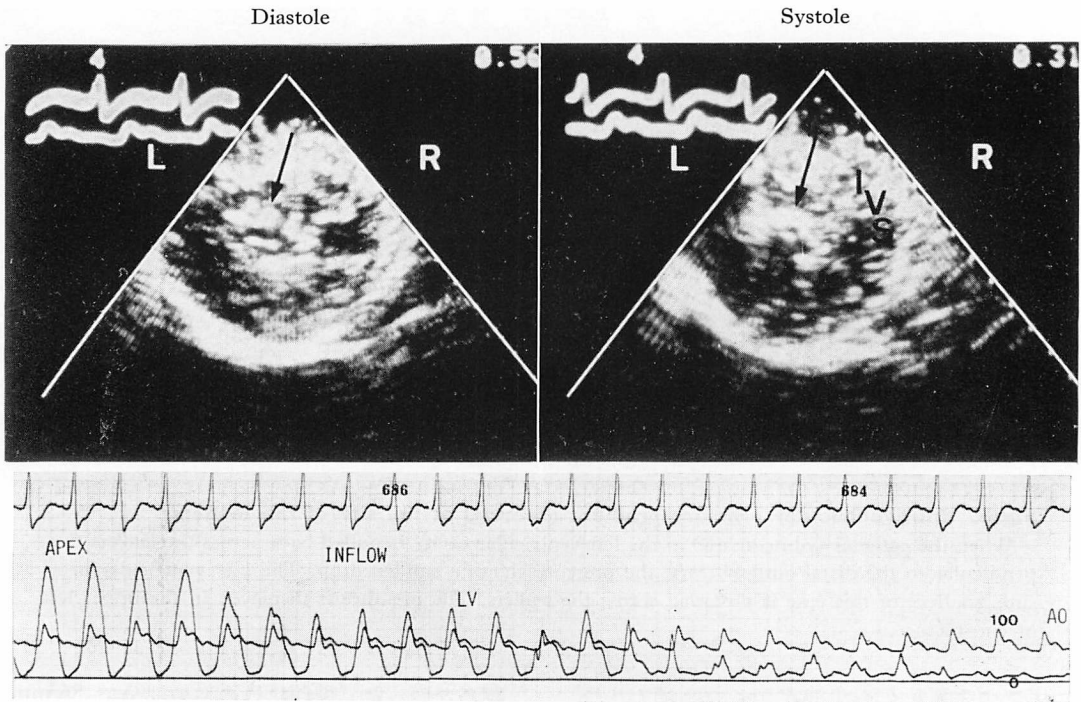 Diastole
Systole
4
0.56
L
R
4
0.31
L
R
IVS
686
684
APEX
INFLOW
LV
100
AO
0